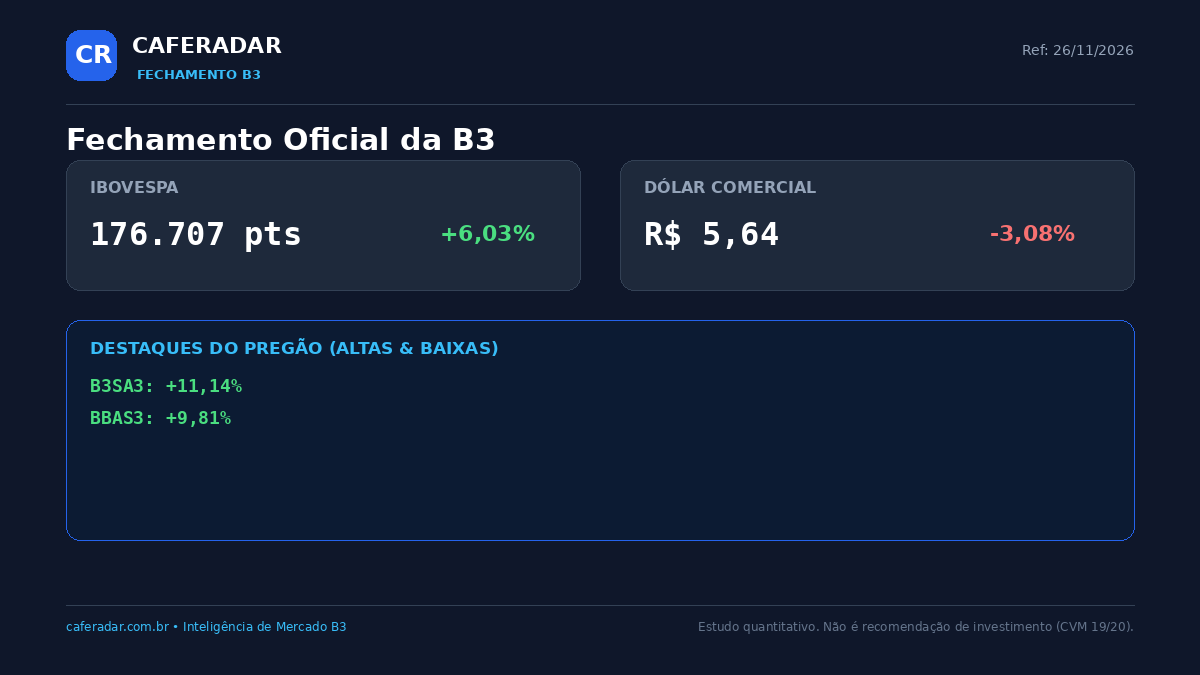 CR
CAFERADAR
FECHAMENTO B3
Ref: 26/11/2026
Fechamento Oficial da B3
IBOVESPA
176.707 pts
+6,03%
DÓLAR COMERCIAL
R$ 5,64
-3,08%
DESTAQUES DO PREGÃO (ALTAS & BAIXAS)
B3SA3: +11,14%
BBAS3: +9,81%
caferadar.com.br • Inteligência de Mercado B3
Estudo quantitativo. Não é recomendação de investimento (CVM 19/20).